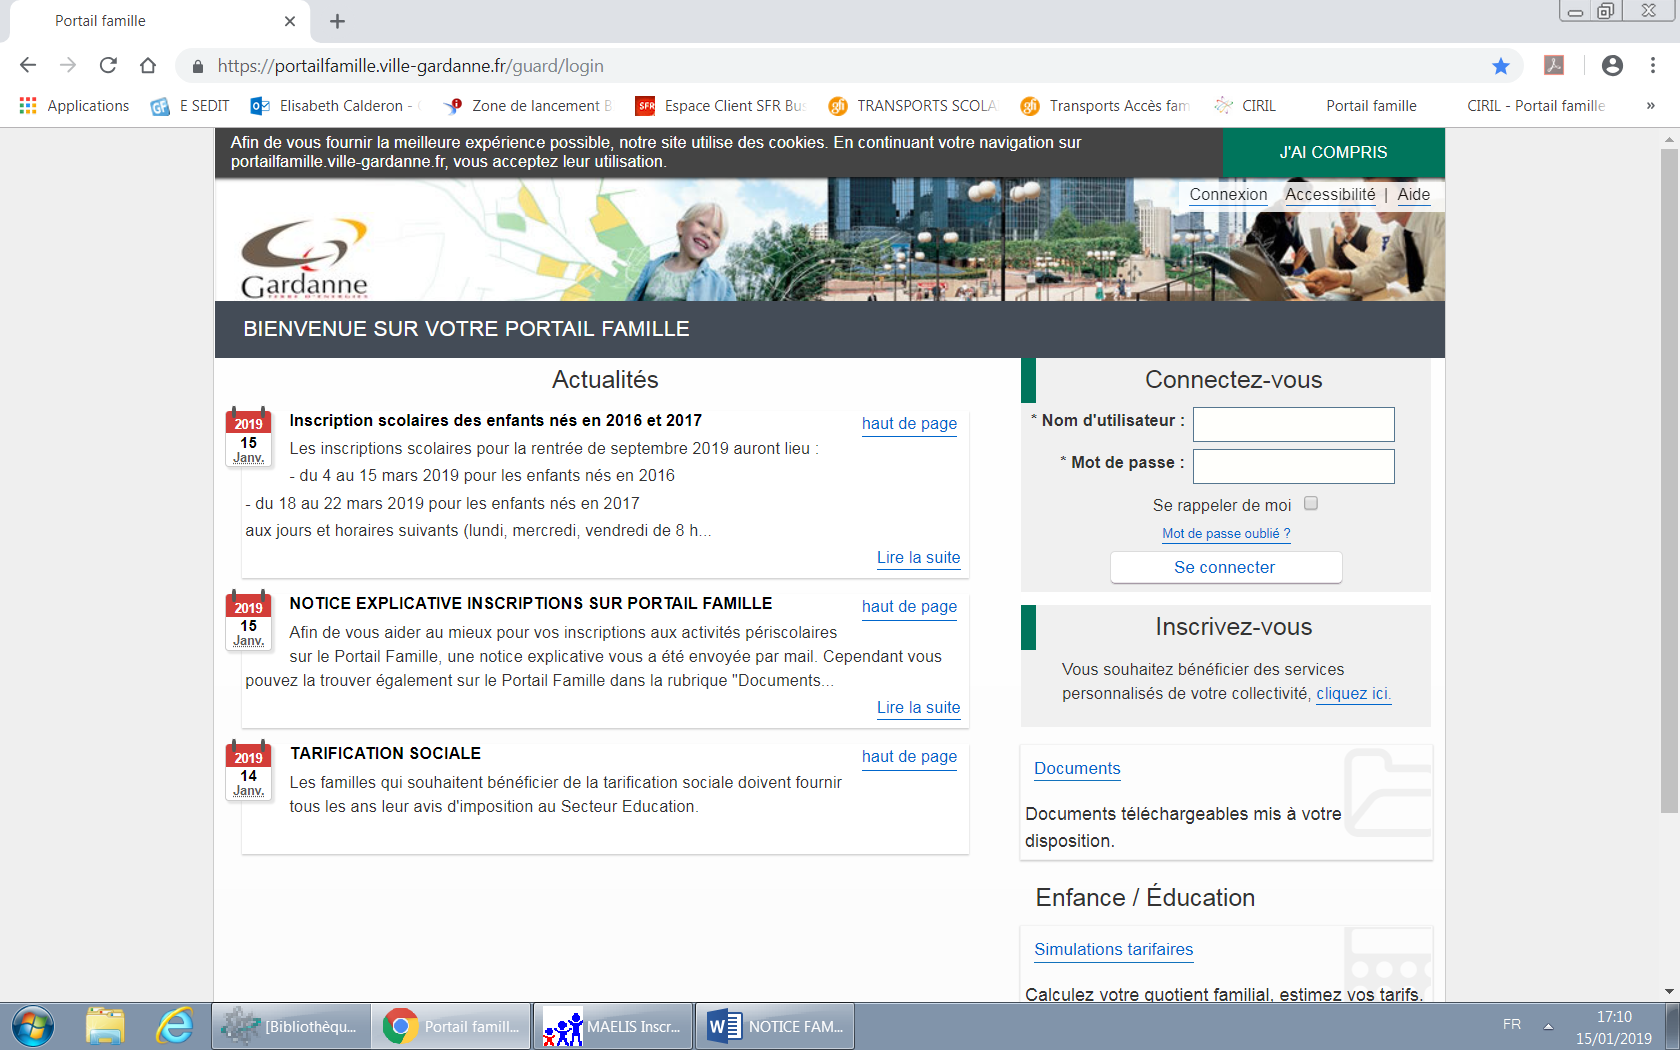 Portail famille
https://portailfamille.ville-gardanne.fr/guard/login
Applications
E SEDIT
Elisabeth Calderon -
Zone de lancement
Espace Client SFR Bus
TRANSPORTS SCOLA
Transports Accès fam
CIRIL
Portail famille
CIRIL - Portail famille
»
Afin de vous fournir la meilleure expérience possible, notre site utilise des cookies. En continuant votre navigation sur
portailfamille.ville-gardanne.fr, vous acceptez leur utilisation.
J'AI COMPRIS
Connexion Accessibilité | Aide
Gardanne
TERRE D'ÉNERGIES
BIENVENUE SUR VOTRE PORTAIL FAMILLE
Actualités
2019
15
Janv.
Inscription scolaires des enfants nés en 2016 et 2017
haut de page
Les inscriptions scolaires pour la rentrée de septembre 2019 auront lieu :
- du 4 au 15 mars 2019 pour les enfants nés en 2016
- du 18 au 22 mars 2019 pour les enfants nés en 2017
aux jours et horaires suivants (lundi, mercredi, vendredi de 8 h...
Lire la suite
2019
15
Janv.
NOTICE EXPLICATIVE INSCRIPTIONS SUR PORTAIL FAMILLE
haut de page
Afin de vous aider au mieux pour vos inscriptions aux activités périscolaires
sur le Portail Famille, une notice explicative vous a été envoyée par mail. Cependant vous
pouvez la trouver également sur le Portail Famille dans la rubrique "Documents...
Lire la suite
2019
14
Janv.
TARIFICATION SOCIALE
haut de page
Les familles qui souhaitent bénéficier de la tarification sociale doivent fournir
tous les ans leur avis d'imposition au Secteur Education.
Connectez-vous
* Nom d'utilisateur :
* Mot de passe :
Se rappeler de moi
Mot de passe oublié ?
Se connecter
Inscrivez-vous
Vous souhaitez bénéficier des services
personnalisés de votre collectivité, cliquez ici.
Documents
Documents téléchargeables mis à votre
disposition.
Enfance / Éducation
Simulations tarifaires
Calculez votre quotient familial, estimez vos tarifs.
[Bibliothèqu...
Portail famill...
MAELIS Inscr...
NOTICE FAM...
FR
17:10
15/01/2019